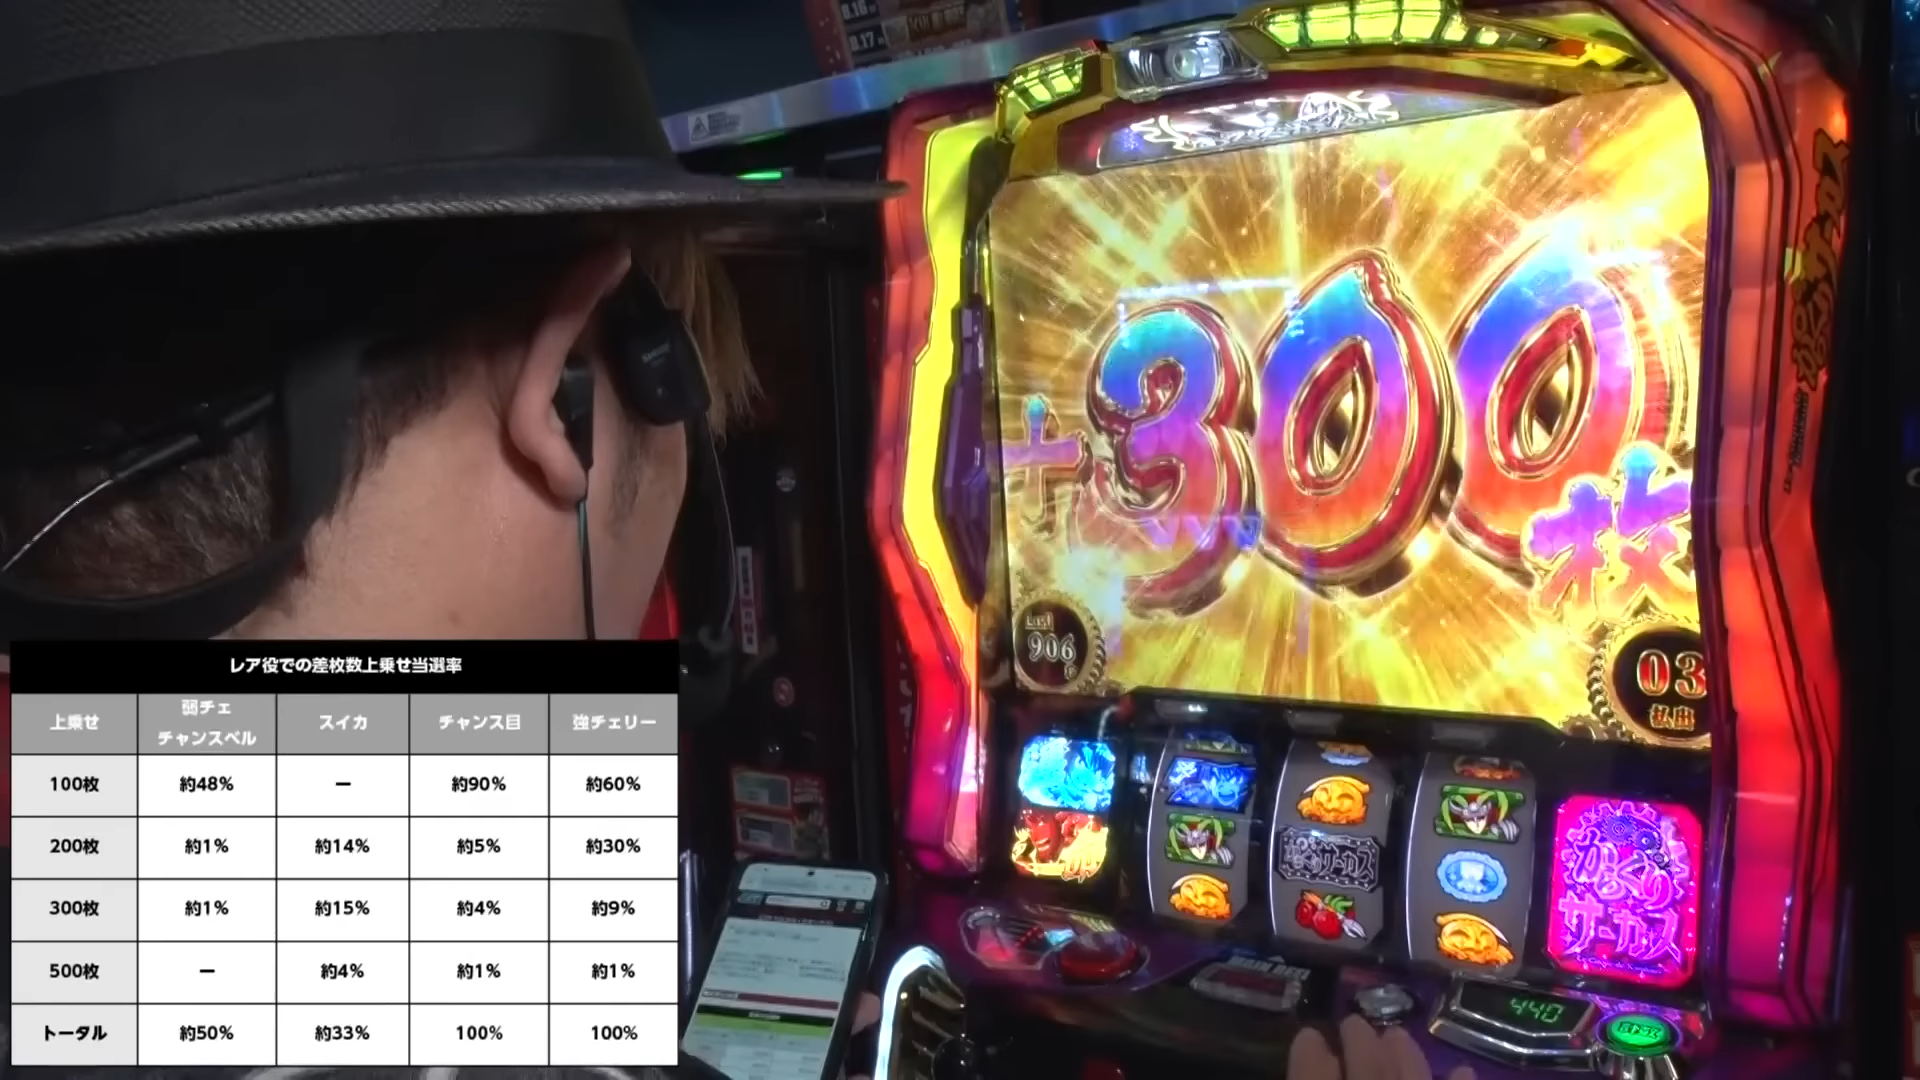 8.16
8.17
+300枚
906
03
払出
からくりサーカス
からくり
サーカス
440
レア役での差枚数上乗せ当選率
上乗せ 弱チェ チャンスベル スイカ チャンス目 強チェリー
100枚 約48% ー 約90% 約60%
200枚 約1% 約14% 約5% 約30%
300枚 約1% 約15% 約4% 約9%
500枚 ー 約4% 約1% 約1%
トータル 約50% 約33% 100% 100%